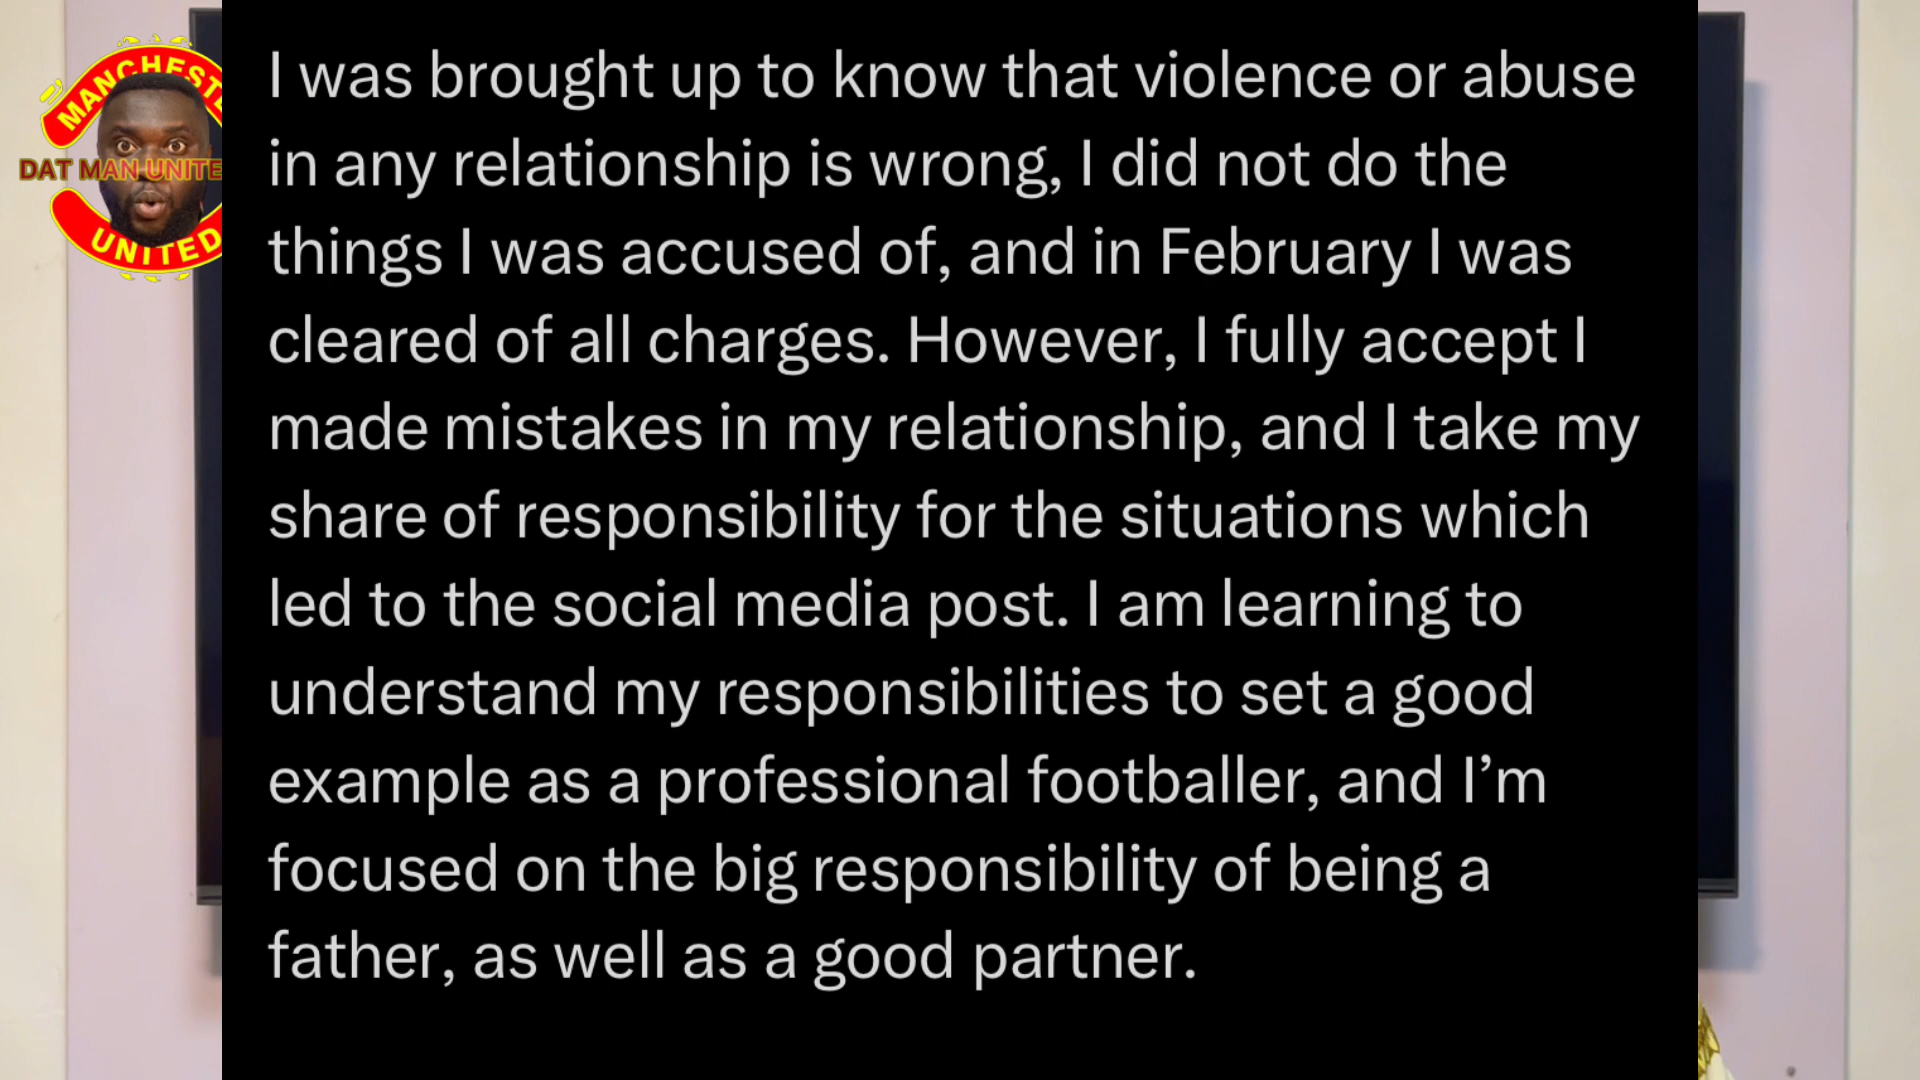 MANCHESTE
DAT MAN UNITE
UNITED
I was brought up to know that violence or abuse
in any relationship is wrong, I did not do the
things I was accused of, and in February I was
cleared of all charges. However, I fully accept I
made mistakes in my relationship, and I take my
share of responsibility for the situations which
led to the social media post. I am learning to
understand my responsibilities to set a good
example as a professional footballer, and I’m
focused on the big responsibility of being a
father, as well as a good partner.